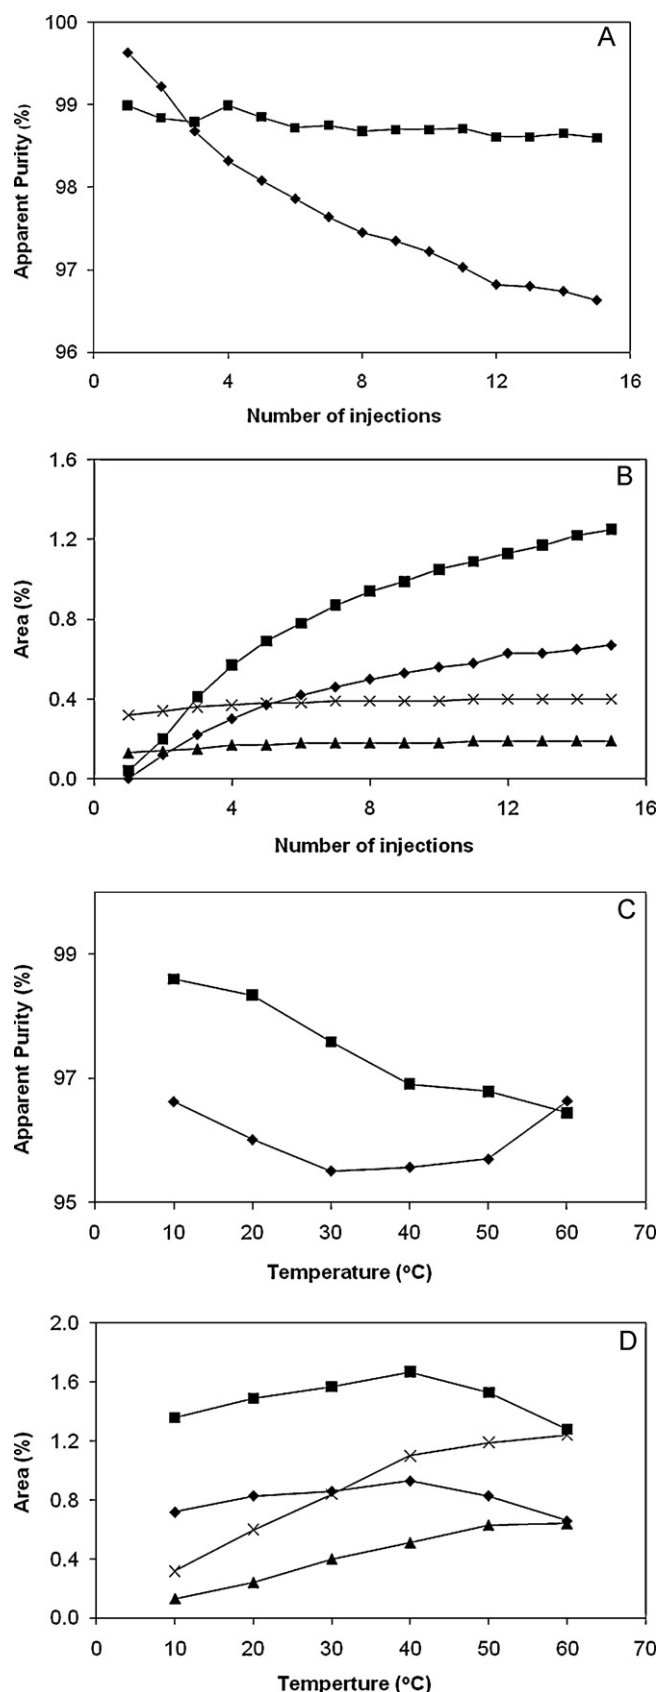 A
100
99
98
97
96
Apparent Purity (%)
0 4 8 12 16
Number of injections
B
1.6
1.2
0.8
0.4
0.0
Area (%)
0 4 8 12 16
Number of injections
C
99
97
95
Apparent Purity (%)
0 10 20 30 40 50 60 70
Temperature (ºC)
D
2.0
1.6
1.2
0.8
0.4
0.0
Area (%)
0 10 20 30 40 50 60 70
Temperture (ºC)